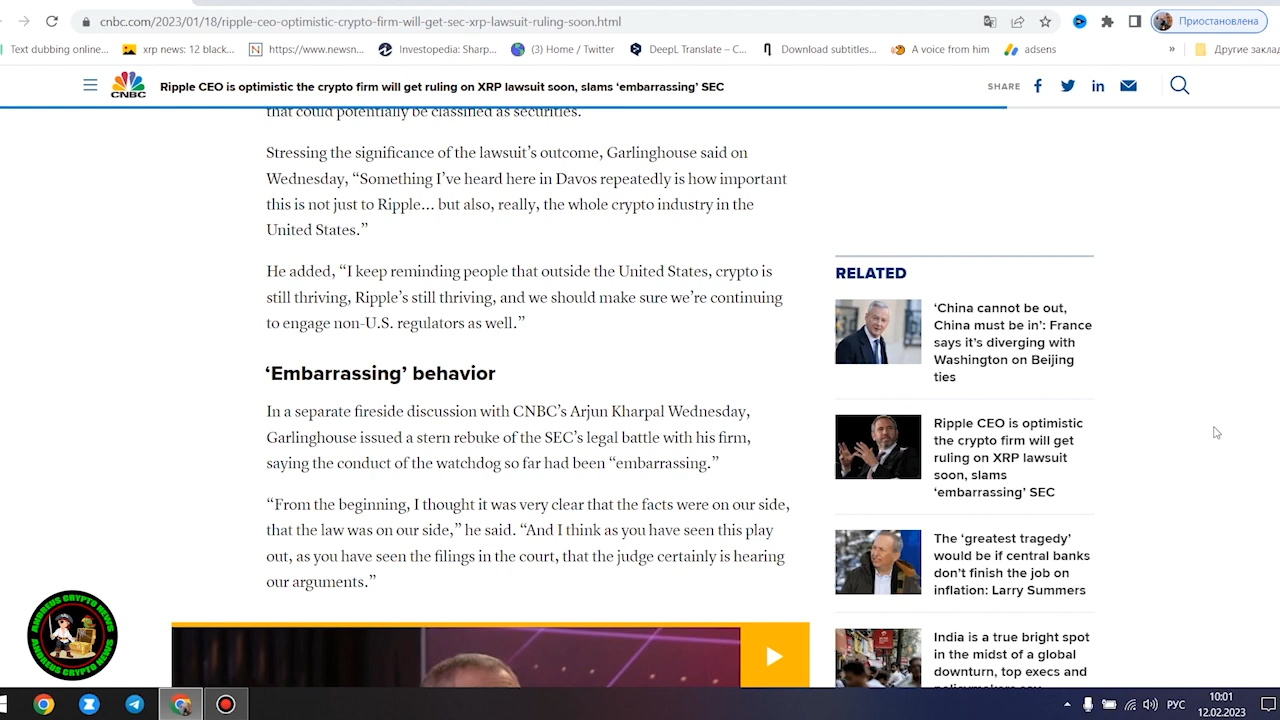 cnbc.com/2023/01/18/ripple-ceo-optimistic-crypto-firm-will-get-sec-xrp-lawsuit-ruling-soon.html
Приостановлена
Text dubbing online...
xrp news: 12 black...
https://www.newsn...
Investopedia: Sharp...
(3) Home / Twitter
DeepL Translate – C...
Download subtitles...
A voice from him
adsens
»
Другие закла
CNBC
Ripple CEO is optimistic the crypto firm will get ruling on XRP lawsuit soon, slams ‘embarrassing’ SEC
SHARE
that could potentially be classified as securities.
Stressing the significance of the lawsuit’s outcome, Garlinghouse said on
Wednesday, “Something I’ve heard here in Davos repeatedly is how important
this is not just to Ripple… but also, really, the whole crypto industry in the
United States.”
He added, “I keep reminding people that outside the United States, crypto is
still thriving, Ripple’s still thriving, and we should make sure we’re continuing
to engage non-U.S. regulators as well.”
‘Embarrassing’ behavior
In a separate fireside discussion with CNBC’s Arjun Kharpal Wednesday,
Garlinghouse issued a stern rebuke of the SEC’s legal battle with his firm,
saying the conduct of the watchdog so far had been “embarrassing.”
“From the beginning, I thought it was very clear that the facts were on our side,
that the law was on our side,” he said. “And I think as you have seen this play
out, as you have seen the filings in the court, that the judge certainly is hearing
our arguments.”
RELATED
‘China cannot be out,
China must be in’: France
says it’s diverging with
Washington on Beijing
ties
Ripple CEO is optimistic
the crypto firm will get
ruling on XRP lawsuit
soon, slams
‘embarrassing’ SEC
The ‘greatest tragedy’
would be if central banks
don’t finish the job on
inflation: Larry Summers
India is a true bright spot
in the midst of a global
downturn, top execs and
ANDREUS CRYPTO NEWS
ANDREUS CRYPTO NEWS
РУС
10:01
12.02.2023